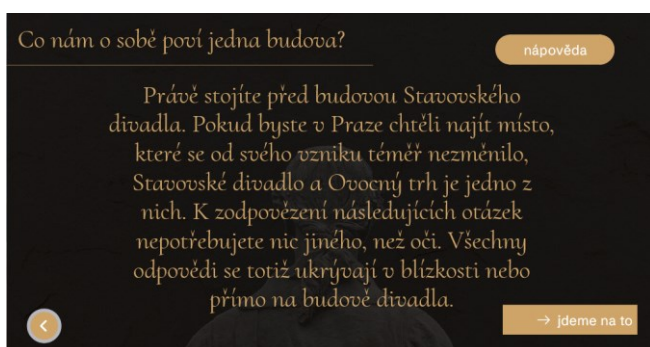 Co nám o sobě poví jedna budova?
nápověda
Právě stojíte před budovou Stavovského
divadla. Pokud byste v Praze chtěli najít místo,
které se od svého vzniku téměř nezměnilo,
Stavovské divadlo a Ovocný trh je jedno z
nich. K zodpovězení následujících otázek
nepotřebujete nic jiného, než oči. Všechny
odpovědi se totiž ukrývají v blízkosti nebo
přímo na budově divadla.
→ jdeme na to